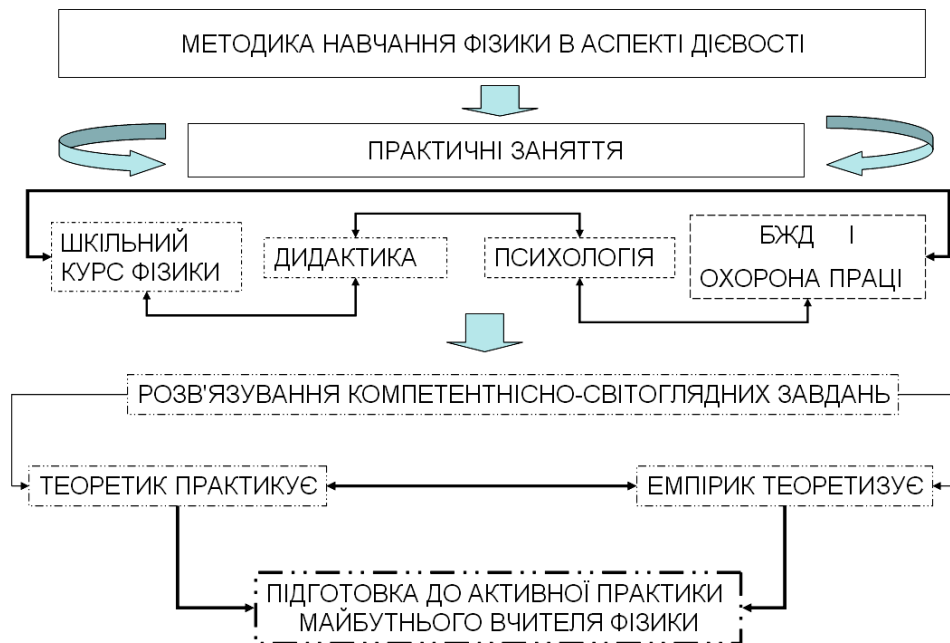 МЕТОДИКА НАВЧАННЯ ФІЗИКИ В АСПЕКТІ ДІЄВОСТІ
ПРАКТИЧНІ ЗАНЯТТЯ
ШКІЛЬНИЙ
КУРС ФІЗИКИ
ДИДАКТИКА
ПСИХОЛОГІЯ
БЖД І
ОХОРОНА ПРАЦІ
РОЗВ'ЯЗУВАННЯ КОМПЕТЕНТНІСНО-СВІТОГЛЯДНИХ ЗАВДАНЬ
ТЕОРЕТИК ПРАКТИКУЄ
ЕМПІРИК ТЕОРЕТИЗУЄ
ПІДГОТОВКА ДО АКТИВНОЇ ПРАКТИКИ
МАЙБУТНЬОГО ВЧИТЕЛЯ ФІЗИКИ